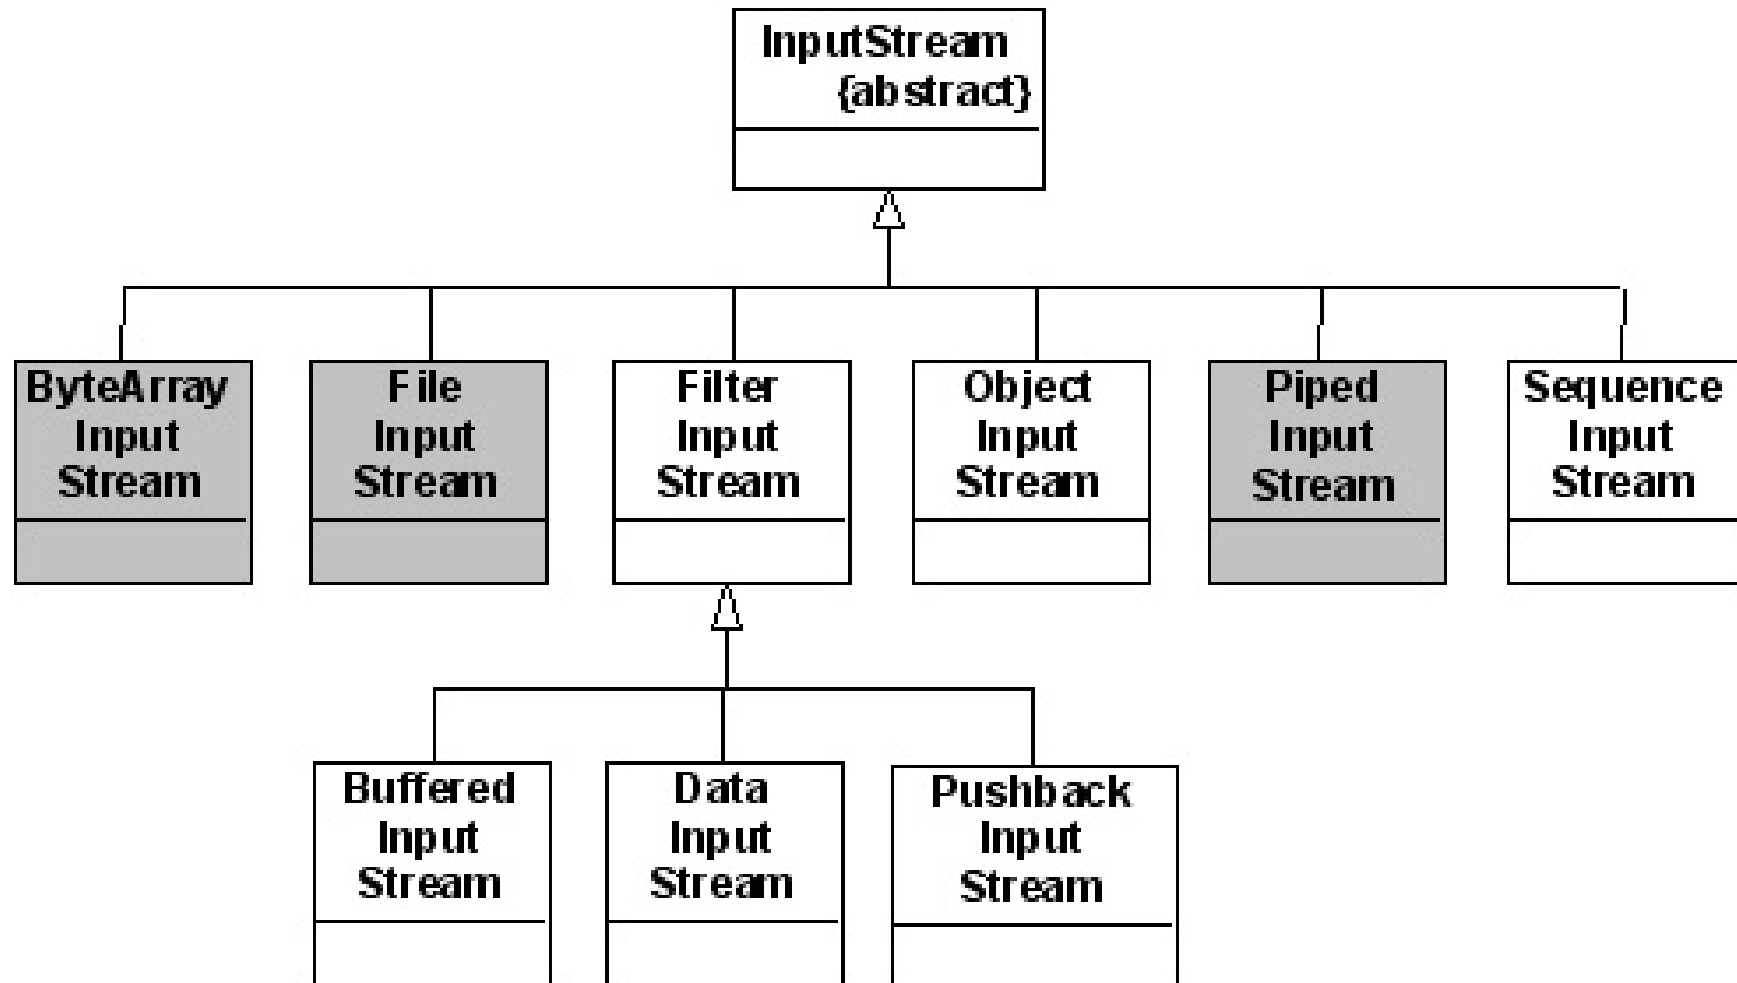 InputStream
{abstract}
ByteArray
Input
Stream
File
Input
Stream
Filter
Input
Stream
Object
Input
Stream
Piped
Input
Stream
Sequence
Input
Stream
Buffered
Input
Stream
Data
Input
Stream
Pushback
Input
Stream